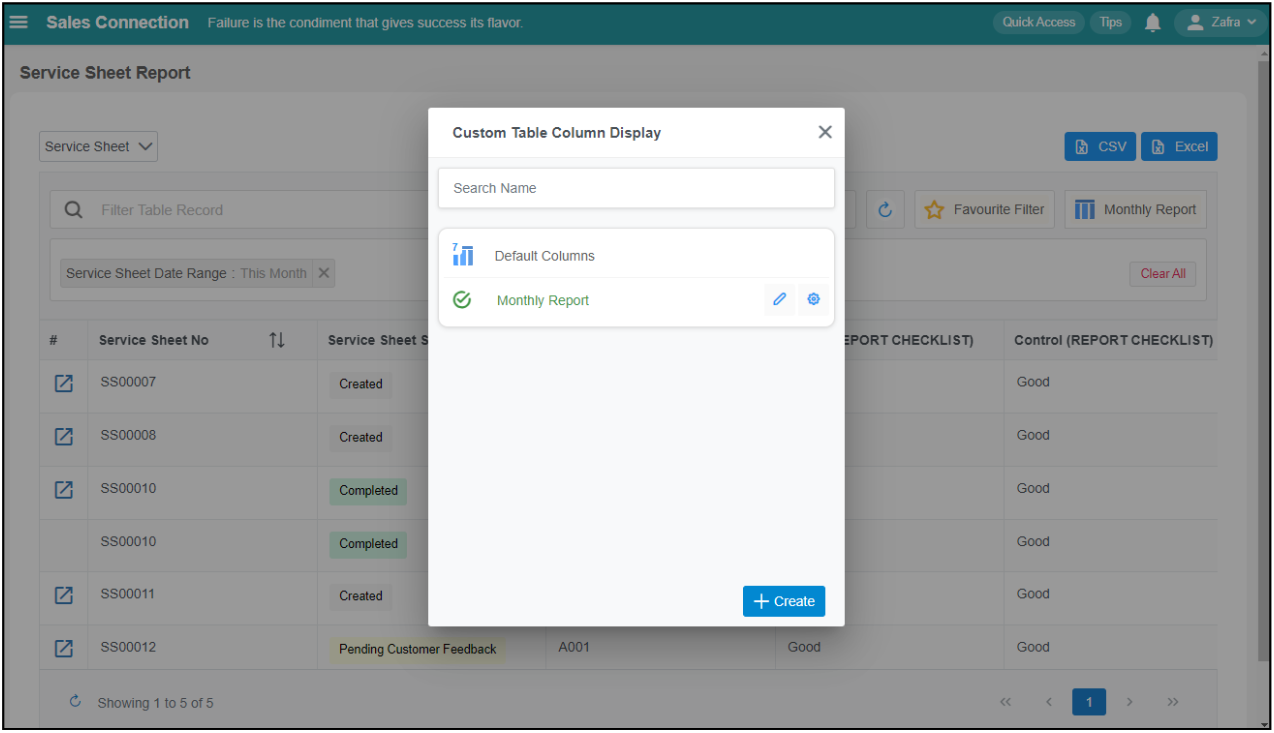 Sales Connection Failure is the condiment that gives success its flavor. Quick Access Tips Zafra
Service Sheet Report
Custom Table Column Display
Service Sheet CSV Excel
Search Name
Filter Table Record Favourite Filter Monthly Report
7
Default Columns
Service Sheet Date Range : This Month Clear All
Monthly Report
# Service Sheet No Service Sheet S EPORT CHECKLIST) Control (REPORT CHECKLIST)
SS00007 Created Good
SS00008 Created Good
SS00010 Completed Good
SS00010 Completed Good
SS00011 Created Good
+ Create
SS00012 Pending Customer Feedback A001 Good Good
Showing 1 to 5 of 5 << < 1 > >>